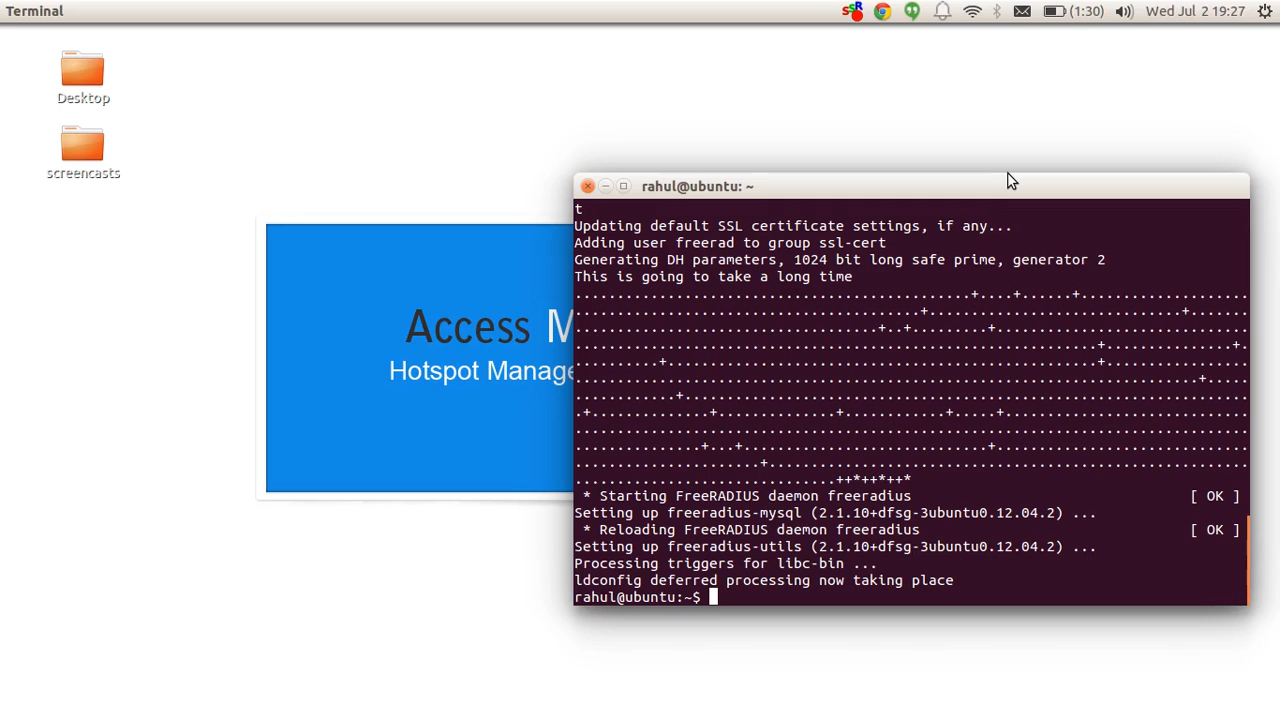 Terminal
SSR
(1:30)
Wed Jul 2 19:27
Desktop
screencasts
Access M
Hotspot Manage
rahul@ubuntu: ~
t
Updating default SSL certificate settings, if any...
Adding user freerad to group ssl-cert
Generating DH parameters, 1024 bit long safe prime, generator 2
This is going to take a long time
...............................................+....+......+....................
.........................................+..............................+.......
....................................+..+.........+..............................
..............................................................+...............+.
..........+...................................................+.................
..........................................................................+.....
............+...................................................................
.+..............+..............+............+.....+.............................
................................................................................
...............+...+.............................+..............................
......................+.........................................................
...............................++*++*++*
* Starting FreeRADIUS daemon freeradius [ OK ]
Setting up freeradius-mysql (2.1.10+dfsg-3ubuntu0.12.04.2) ...
* Reloading FreeRADIUS daemon freeradius [ OK ]
Setting up freeradius-utils (2.1.10+dfsg-3ubuntu0.12.04.2) ...
Processing triggers for libc-bin ...
ldconfig deferred processing now taking place
rahul@ubuntu:~$